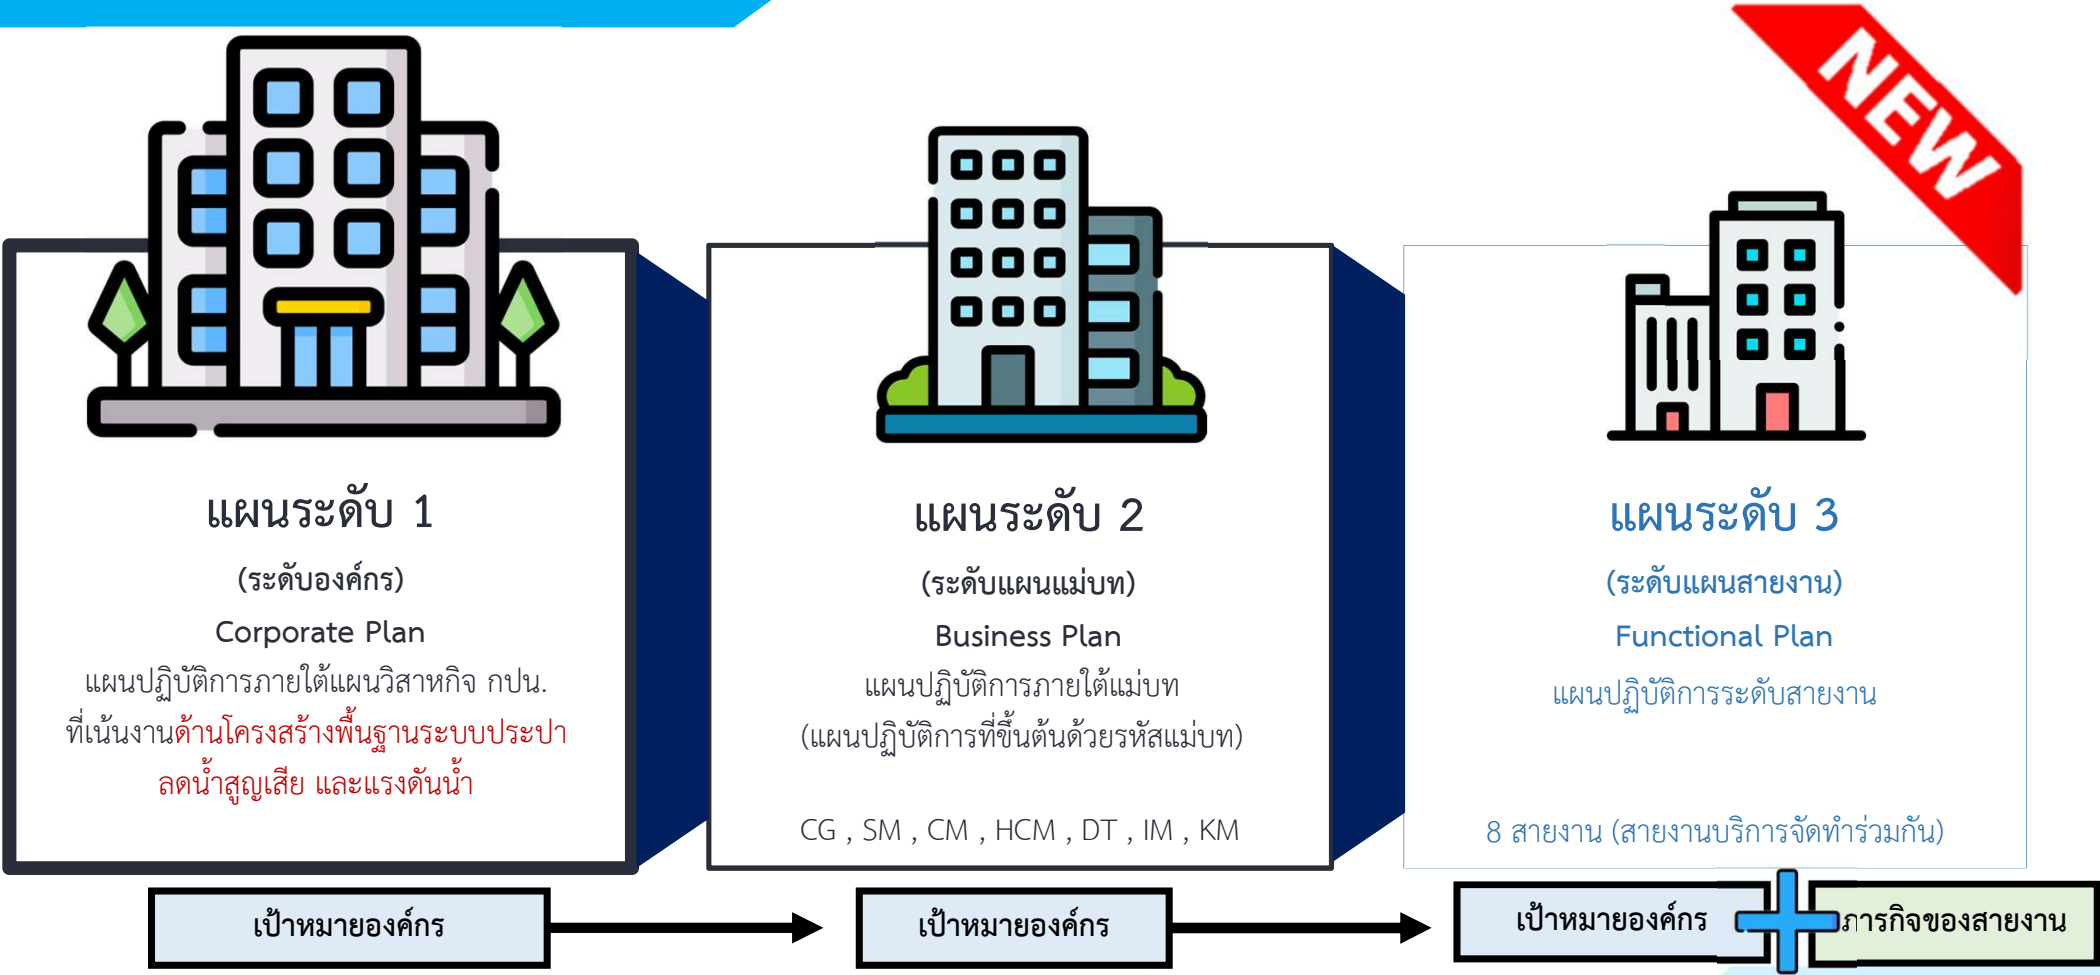 NEW
แผนระดับ 1
(ระดับองค์กร)
Corporate Plan
แผนปฏิบัติการภายใต้แผนวิสาหกิจ กปน.
ที่เน้นงานด้านโครงสร้างพื้นฐานระบบประปา
ลดน้ำสูญเสีย และแรงดันน้ำ
แผนระดับ 2
(ระดับแผนแม่บท)
Business Plan
แผนปฏิบัติการภายใต้แม่บท
(แผนปฏิบัติการที่ขึ้นต้นด้วยรหัสแม่บท)
CG , SM , CM , HCM , DT , IM , KM
แผนระดับ 3
(ระดับแผนสายงาน)
Functional Plan
แผนปฏิบัติการระดับสายงาน
8 สายงาน (สายงานบริการจัดทำร่วมกัน)
เป้าหมายองค์กร
เป้าหมายองค์กร
เป้าหมายองค์กร
ภารกิจของสายงาน